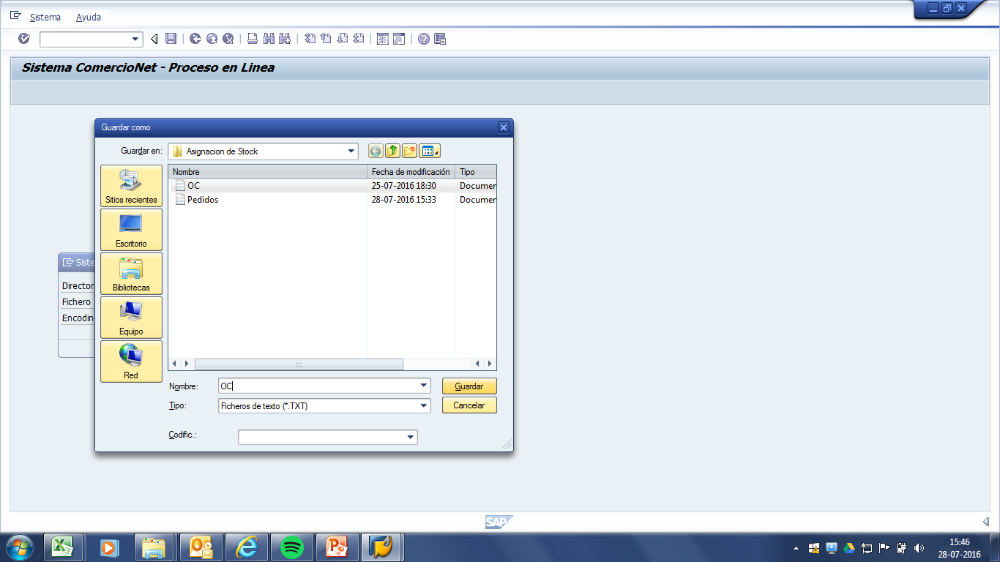 Sistema Ayuda
Sistema ComercioNet - Proceso en Linea
Guardar como
Guardar en: Asignacion de Stock
Nombre Fecha de modificación Tipo
OC 25-07-2016 18:30 Documen
Pedidos 28-07-2016 15:33 Documen
Sitios recientes
Escritorio
Bibliotecas
Equipo
Red
Siste
Director
Fichero
Encodin
Nombre: OC Guardar
Tipo: Ficheros de texto (*.TXT) Cancelar
Codific.:
SAP
15:46
28-07-2016